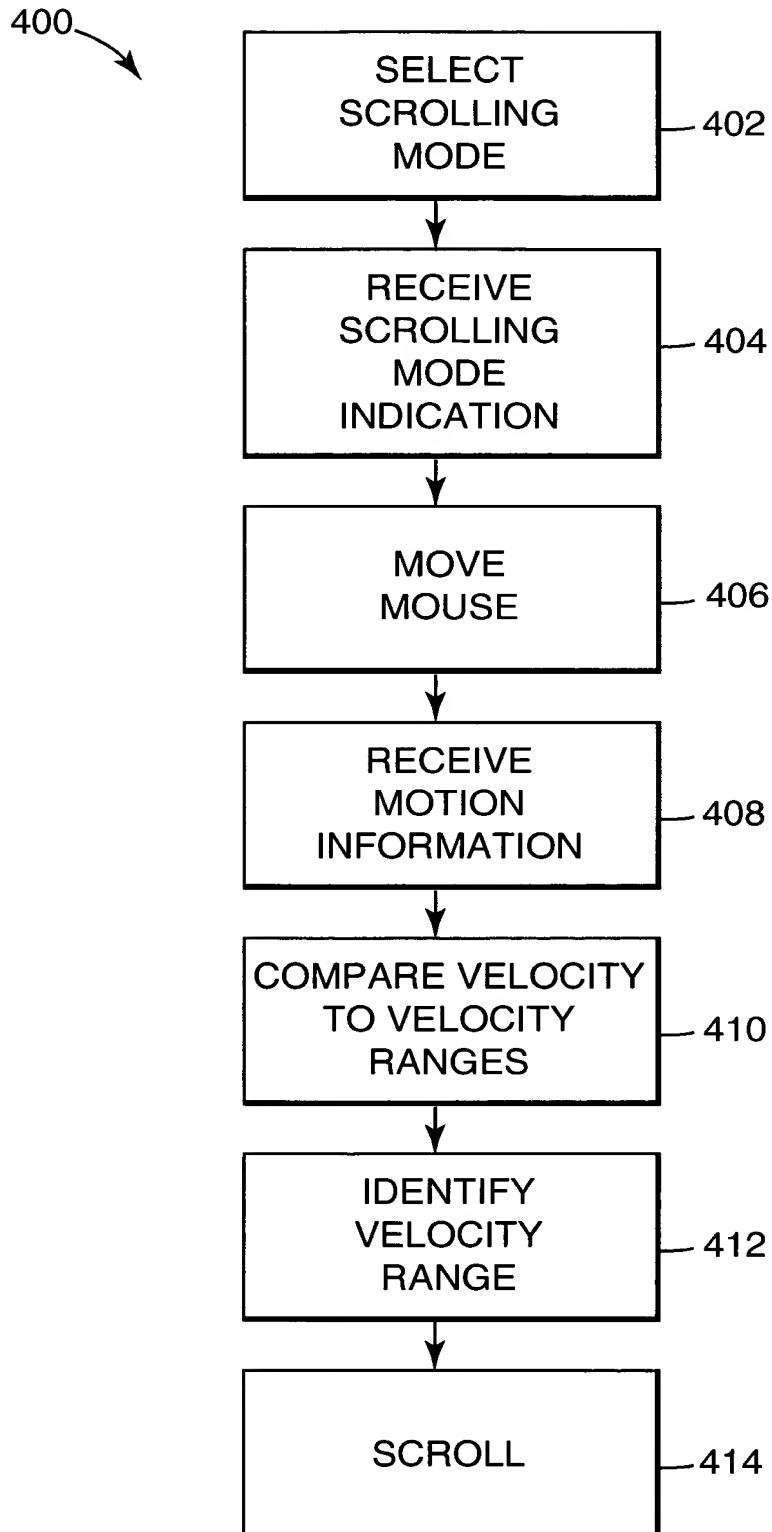 400
SELECT
SCROLLING
MODE
402
RECEIVE
SCROLLING
MODE
INDICATION
404
MOVE
MOUSE
406
RECEIVE
MOTION
INFORMATION
408
COMPARE VELOCITY
TO VELOCITY
RANGES
410
IDENTIFY
VELOCITY
RANGE
412
SCROLL
414